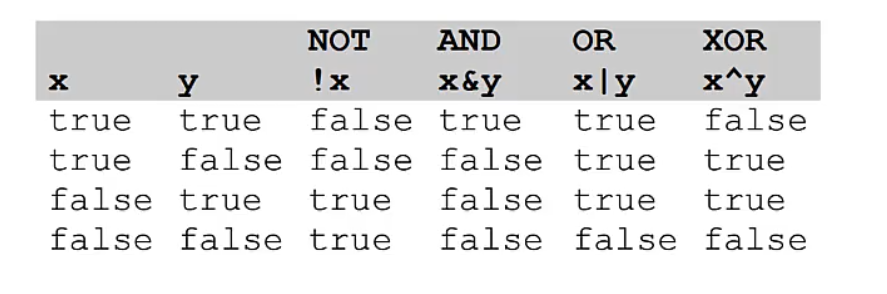 NOT AND OR XOR
x y !x x&y x|y x^y
true true false true true false
true false false false true true
false true true false true true
false false true false false false